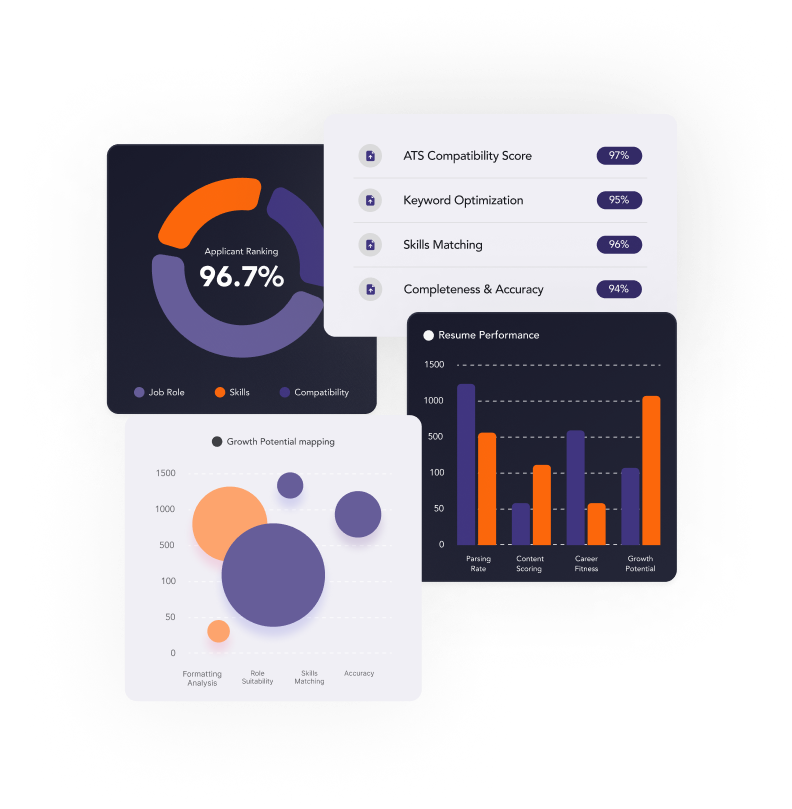 Applicant Ranking
96.7%
Job Role
Skills
Compatibility
ATS Compatibility Score
97%
Keyword Optimization
95%
Skills Matching
96%
Completeness & Accuracy
94%
Resume Performance
1500
1000
500
100
50
0
Parsing
Rate
Content
Scoring
Career
Fitness
Growth
Potential
Growth Potential mapping
1500
1000
500
100
50
0
Formatting
Analysis
Role
Suitability
Skills
Matching
Accuracy